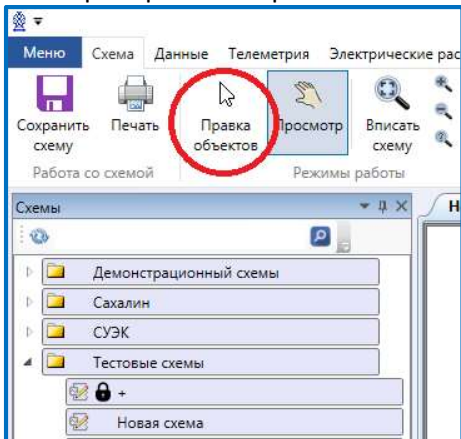 Меню Схема Данные Телеметрия Электрические рас
Сохранить схему Печать Правка объектов Просмотр Вписать схему
Работа со схемой Режимы работы
Схемы Н
Демонстрационный схемы
Сахалин
СУЭК
Тестовые схемы
+
Новая схема